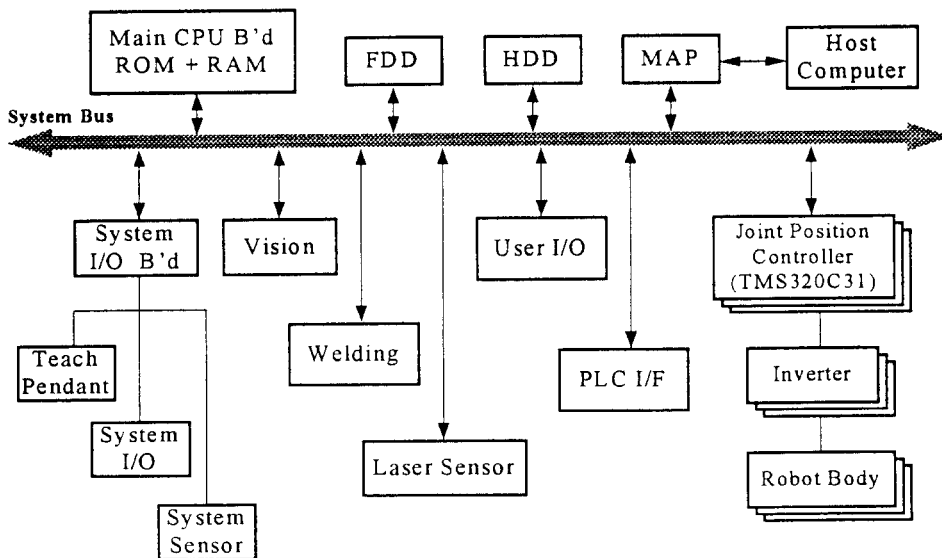 Main CPU B'd
ROM + RAM
FDD
HDD
MAP
Host
Computer
System Bus
System
I/O B'd
Vision
User I/O
Joint Position
Controller
(TMS320C31)
Teach
Pendant
Welding
PLC I/F
Inverter
System
I/O
Laser Sensor
Robot Body
System
Sensor